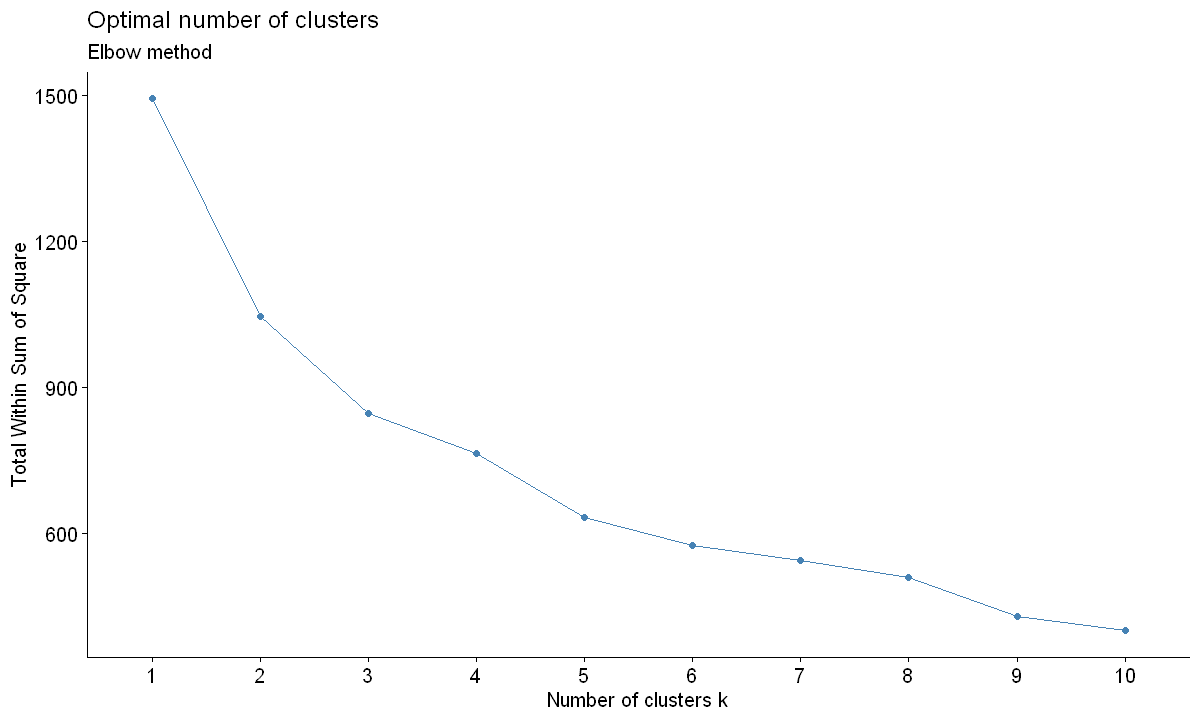 Optimal number of clusters
Elbow method
Total Within Sum of Square
1500
1200
900
600
1 2 3 4 5 6 7 8 9 10
Number of clusters k